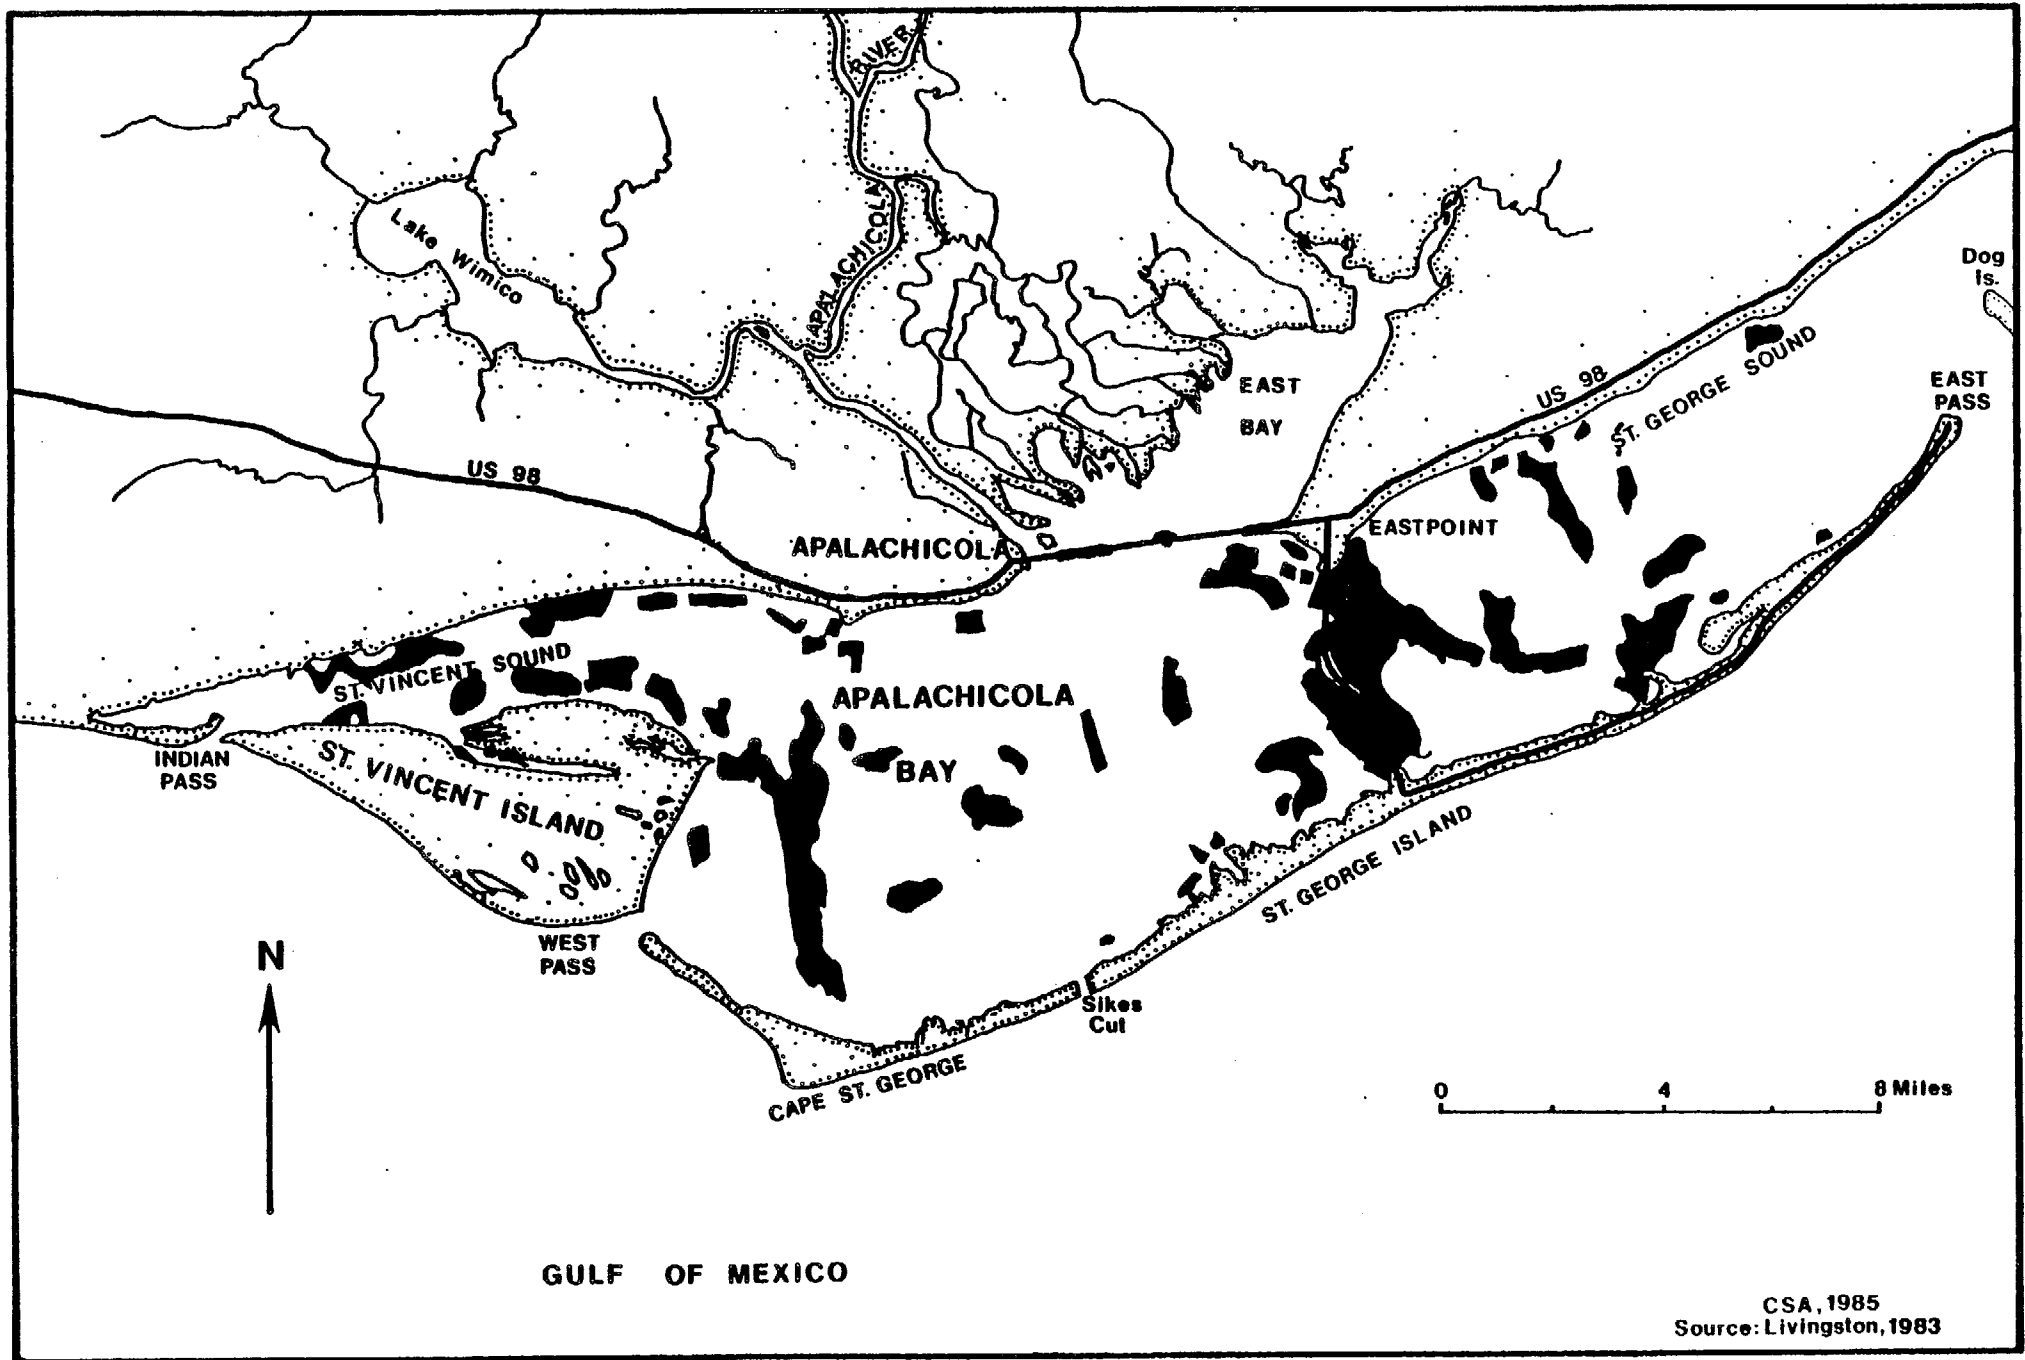 RIVER
APALACHICOLA
Lake Wimico
Dog
Is.
EAST
BAY
EAST
PASS
US 98
ST. GEORGE SOUND
US 98
EASTPOINT
APALACHICOLA
ST. VINCENT SOUND
APALACHICOLA
BAY
INDIAN
PASS
ST. VINCENT ISLAND
ST. GEORGE ISLAND
WEST
PASS
N
Sikes
Cut
CAPE ST. GEORGE
0 4 8 Miles
GULF OF MEXICO
CSA, 1985
Source: Livingston, 1983